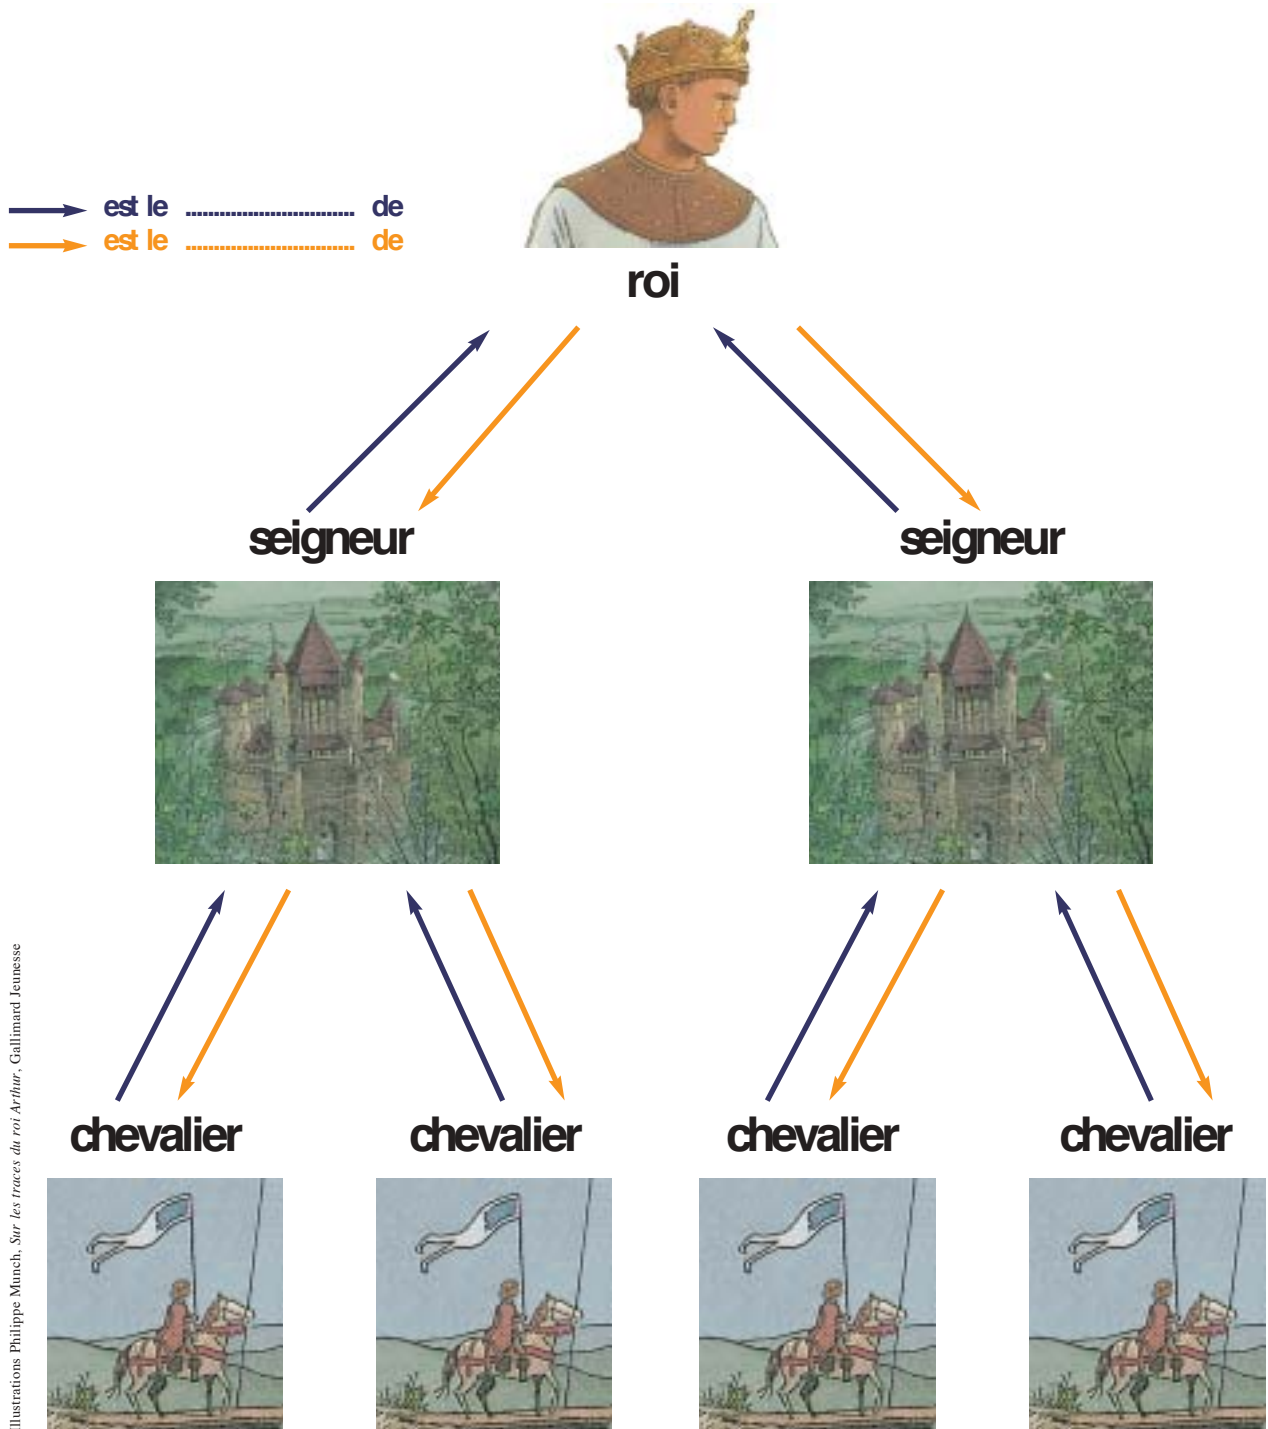 est le .............................. de
est le .............................. de
roi
seigneur
seigneur
chevalier
chevalier
chevalier
chevalier
Illustrations Philippe Munch, Sur les traces du roi Arthur, Gallimard Jeunesse